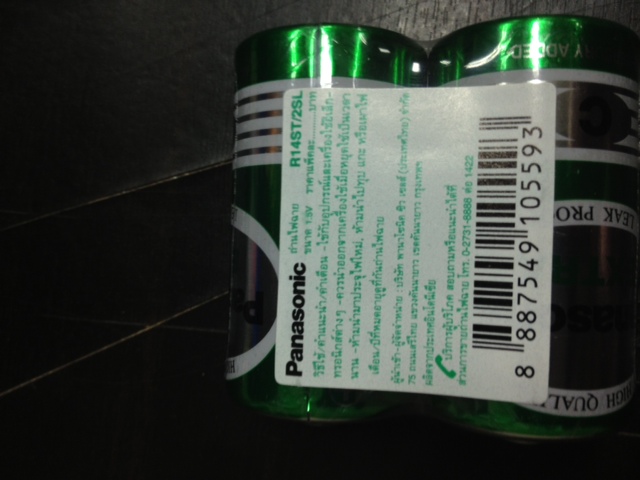 Panasonic ถ่านไฟฉาย R14ST/2SL
ขนาด 1.5V ราคาแพ็คละ......บาท
วิธีใช้/คำแนะนำ/คำเตือน -ใช้กับอุปกรณ์และเครื่องใช้อิเล็ก-
ทรอนิกส์ต่างๆ -ควรนำออกจากเครื่องใช้เมื่อหยุดใช้เป็นเวลา
นาน -ห้ามนำมาประจุไฟใหม่, ห้ามนำไปทุบ แกะ หรือเผาไฟ
เดือน/ปีที่หมดอายุดูที่ก้นถ่านไฟฉาย
ผู้นำเข้า-ผู้จัดจำหน่าย : บริษัท พานาโซนิค ซิว เซลส์ (ประเทศไทย) จำกัด
75 ถนนเสรีไทย แขวงคันนายาว เขตคันนายาว กรุงเทพฯ
ผลิตจากประเทศอินโดนีเซีย
บริการผู้บริโภค สอบถามหรือแนะนำได้ที่
ส่วนการขายถ่านไฟฉาย โทร. 0-2731-8888 ต่อ 1422
8 887549 105593
HIGH QUALI
Panasonic
LEAK PRO
Y ADDED